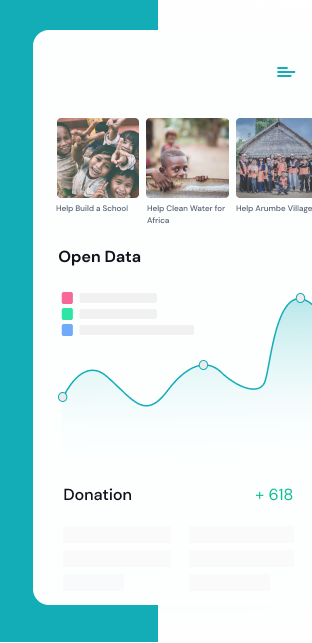 Help Build a School
Help Clean Water for
Africa
Help Arumbe Village
Open Data
Donation
+ 618